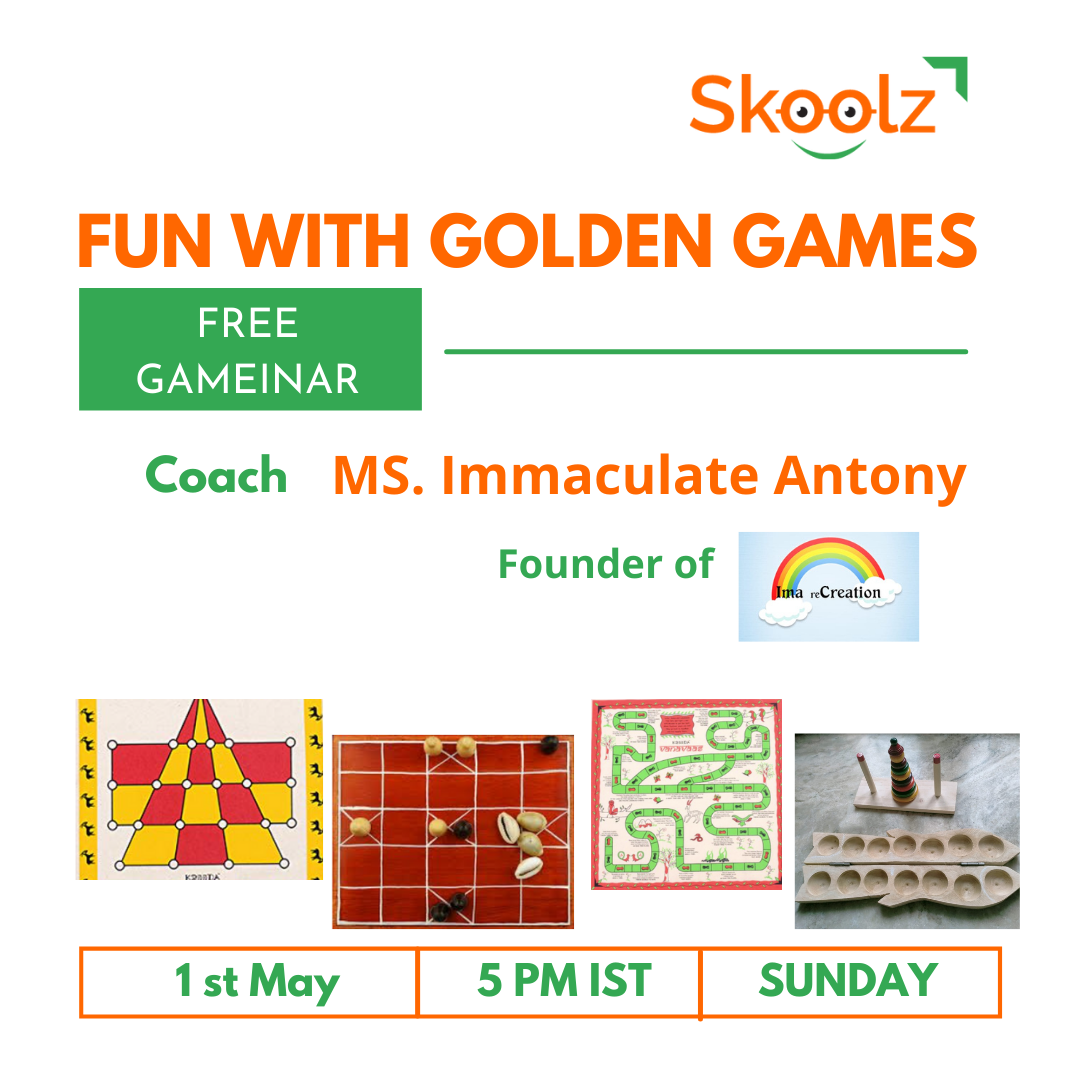 Skoolz
FUN WITH GOLDEN GAMES
FREE
GAMEINAR
Coach MS. Immaculate Antony
Founder of
Ima reCreation
KREEDA
1 st May
5 PM IST
SUNDAY